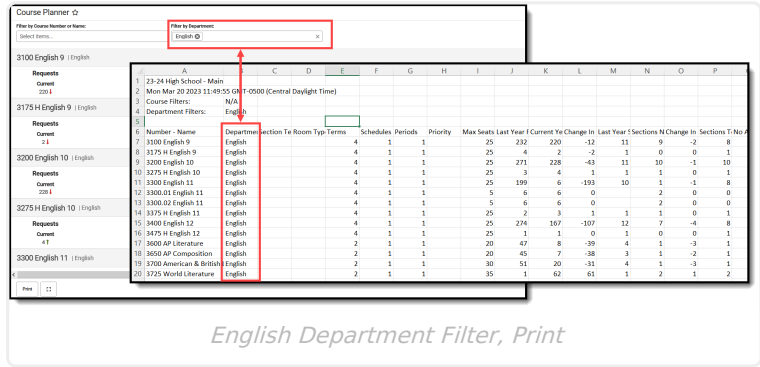 Course Planner ☆
Filter by Course Number or Name:
Select items...
Filter by Department:
English
3100 English 9 | English
Requests
Current
220
3175 H English 9 | English
Requests
Current
2
3200 English 10 | English
Requests
Current
228
3275 H English 10 | English
Requests
Current
4
3300 English 11 | English
Print
A B C D E F G H I J K L M N O P
1 23-24 High School - Main
2 Mon Mar 20 2023 11:49:55 GMT-0500 (Central Daylight Time)
3 Course Filters: N/A
4 Department Filters: English
5
6 Number - Name Departme Section Te Room Typ Terms Schedules Periods Priority Max Seats Last Year F Current Ye Change In Last Year S Sections N Change In Sections T No A
7 3100 English 9 English 4 1 1 25 232 220 -12 11 9 -2 8
8 3175 H English 9 English 4 1 1 25 4 2 -2 1 0 0 1
9 3200 English 10 English 4 1 1 25 271 228 -43 11 10 -1 10
10 3275 H English 10 English 4 1 1 25 3 4 1 1 1 0 1
11 3300 English 11 English 4 1 1 25 199 6 -193 10 1 -1 8
12 3300.01 English 11 English 4 1 1 5 6 6 0 2 0 0
13 3300.02 English 11 English 4 1 1 5 6 6 0 2 0 0
14 3375 H English 11 English 4 1 1 25 2 3 1 1 1 0 1
15 3400 English 12 English 4 1 1 25 274 167 -107 12 7 -4 8
16 3475 H English 12 English 4 1 1 25 1 1 0 1 0 0 1
17 3600 AP Literature English 2 1 1 20 47 8 -39 4 1 -3 1
18 3650 AP Composition English 2 1 1 20 45 7 -38 3 1 -2 1
19 3700 American & British English 2 1 1 30 51 20 -31 4 1 -3 1
20 3725 World Literature English 2 1 1 35 1 62 61 1 2 1 2
English Department Filter, Print